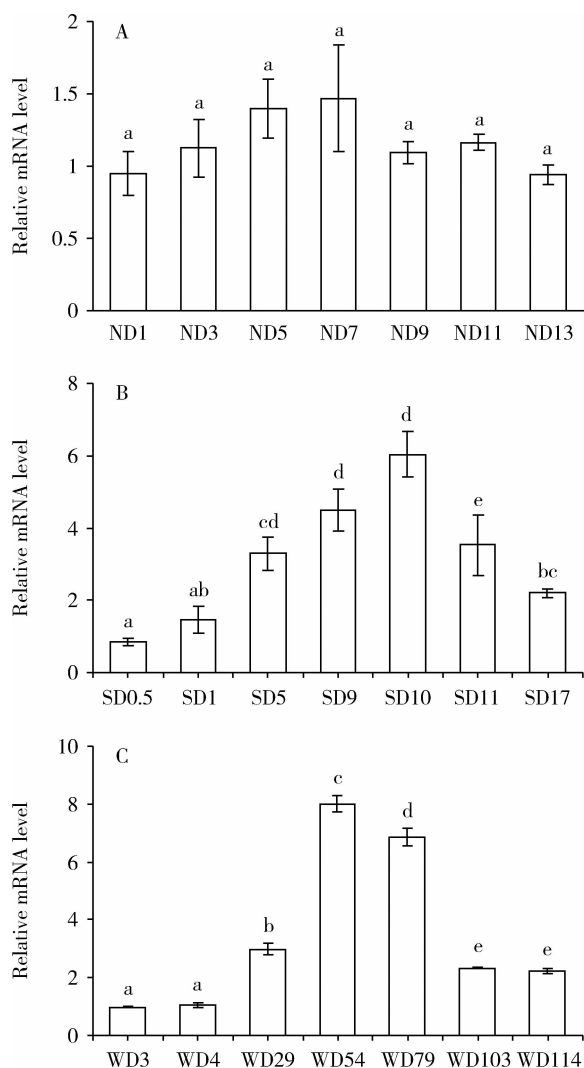 A
Relative mRNA level
2
1.5
1
0.5
0
a a a a a a a
ND1 ND3 ND5 ND7 ND9 ND11 ND13
B
Relative mRNA level
8
6
4
2
0
a ab cd d d e bc
SD0.5 SD1 SD5 SD9 SD10 SD11 SD17
C
Relative mRNA level
10
8
6
4
2
0
a a b c d e e
WD3 WD4 WD29 WD54 WD79 WD103 WD114